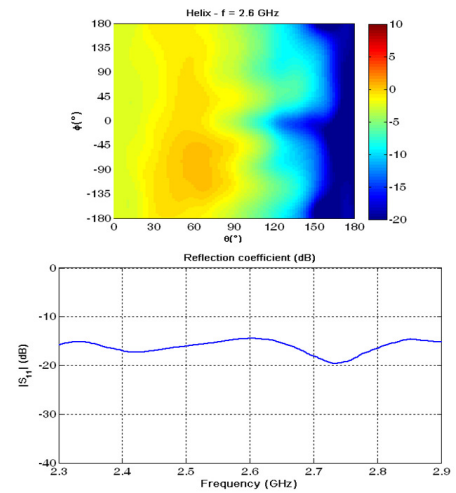 Helix - f = 2.6 GHz
180
135
90
45
0
-45
-90
-135
-180
ϕ(°)
0 30 60 90 120 150 180
θ(°)
10
5
0
-5
-10
-15
-20
Reflection coefficient (dB)
0
-10
-20
-30
-40
|S11| (dB)
2.3 2.4 2.5 2.6 2.7 2.8 2.9
Frequency (GHz)